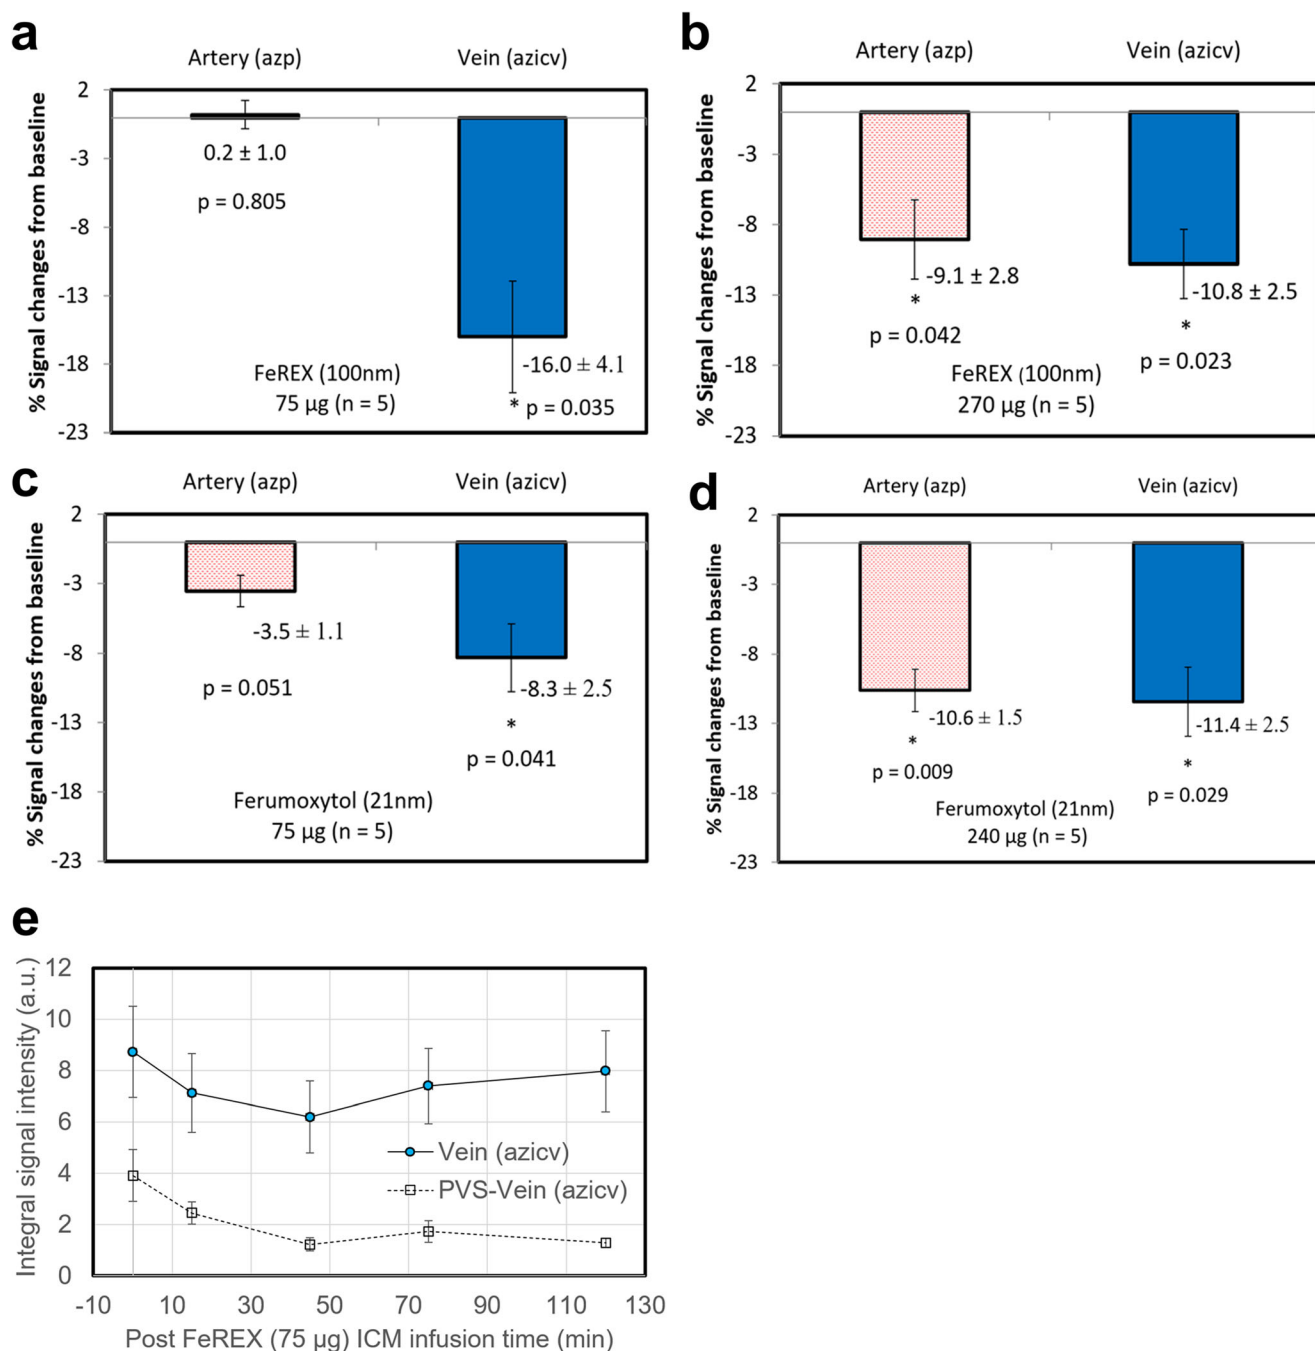 a
Artery (azp) Vein (azicv)
% Signal changes from baseline
2
-3
-8
-13
-18
-23
0.2 ± 1.0
p = 0.805
-16.0 ± 4.1
* p = 0.035
FeREX (100nm)
75 µg (n = 5)
b
Artery (azp) Vein (azicv)
% Signal changes from baseline
2
-3
-8
-13
-18
-23
-9.1 ± 2.8
*
p = 0.042
-10.8 ± 2.5
*
p = 0.023
FeREX (100nm)
270 µg (n = 5)
c
Artery (azp) Vein (azicv)
% Signal changes from baseline
2
-3
-8
-13
-18
-23
-3.5 ± 1.1
p = 0.051
-8.3 ± 2.5
*
p = 0.041
Ferumoxytol (21nm)
75 µg (n = 5)
d
Artery (azp) Vein (azicv)
% Signal changes from baseline
2
-3
-8
-13
-18
-23
-10.6 ± 1.5
*
p = 0.009
-11.4 ± 2.5
*
p = 0.029
Ferumoxytol (21nm)
240 µg (n = 5)
e
Integral signal intensity (a.u.)
12
10
8
6
4
2
0
Vein (azicv)
PVS-Vein (azicv)
-10 10 30 50 70 90 110 130
Post FeREX (75 µg) ICM infusion time (min)